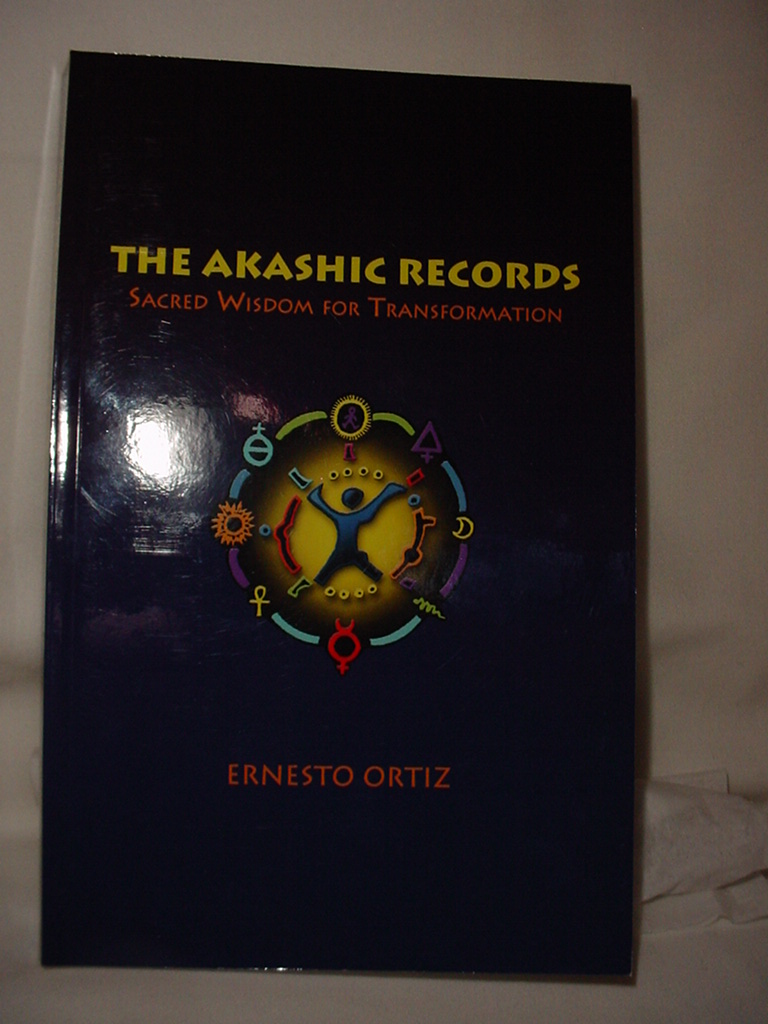 THE AKASHIC RECORDS
SACRED WISDOM FOR TRANSFORMATION
ERNESTO ORTIZ